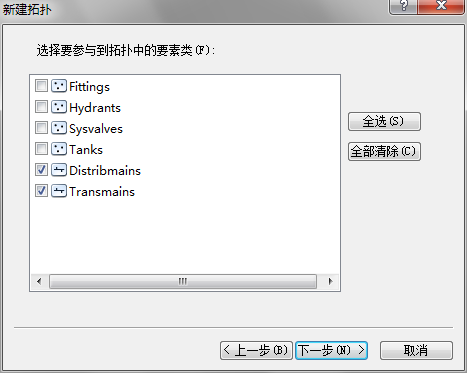 新建拓扑
选择要参与到拓扑中的要素类(F):
Fittings
Hydrants
Sysvalves
Tanks
Distribmains
Transmains
全选(S)
全部清除(C)
< 上一步(B)
下一步(N) >
取消